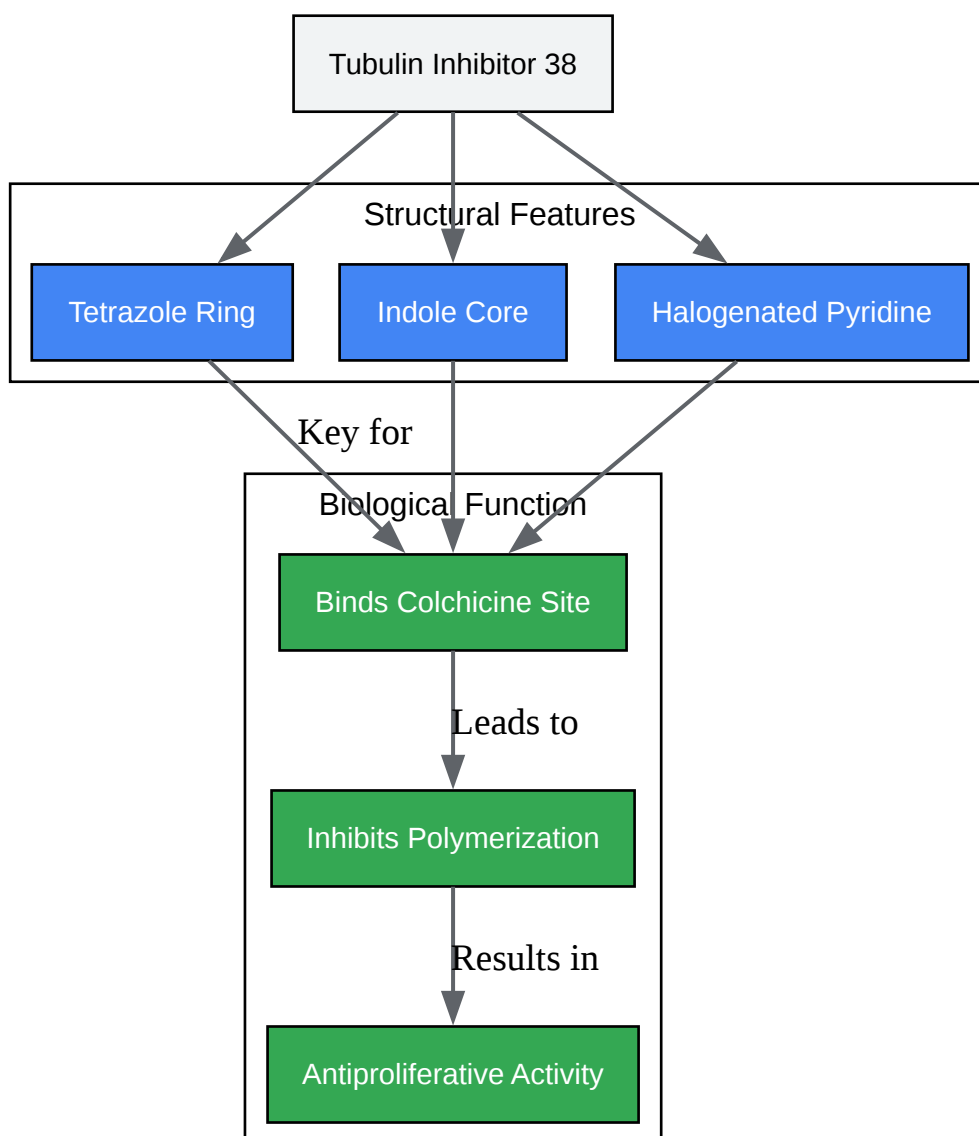 Tubulin Inhibitor 38
Structural Features
Tetrazole Ring
Indole Core
Halogenated Pyridine
Key for
Biological Function
Binds Colchicine Site
Leads to
Inhibits Polymerization
Results in
Antiproliferative Activity